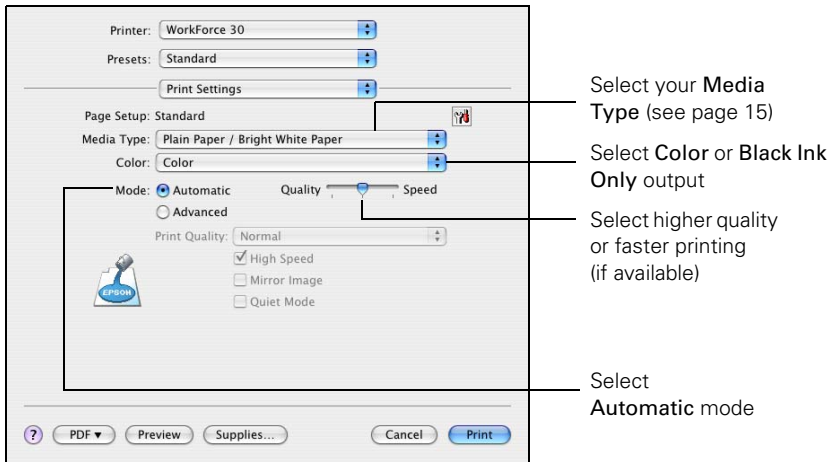 Printer: WorkForce 30
Presets: Standard
Print Settings
Page Setup: Standard
Media Type: Plain Paper / Bright White Paper
Color: Color
Mode: Automatic Quality Speed
Advanced
Print Quality: Normal
High Speed
Mirror Image
Quiet Mode
EPSON
? PDF Preview Supplies... Cancel Print
Select your Media
Type (see page 15)
Select Color or Black Ink
Only output
Select higher quality
or faster printing
(if available)
Select
Automatic mode